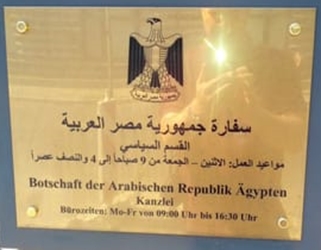 سفارة جمهورية مصر العربية
القسم السياسي
مواعيد العمل: الاثنين – الجمعة من 9 صباحاً إلى 4 والنصف عصراً
Botschaft der Arabischen Republik Ägypten
Kanzlei
Bürozeiten: Mo-Fr von 09:00 Uhr bis 16:30 Uhr